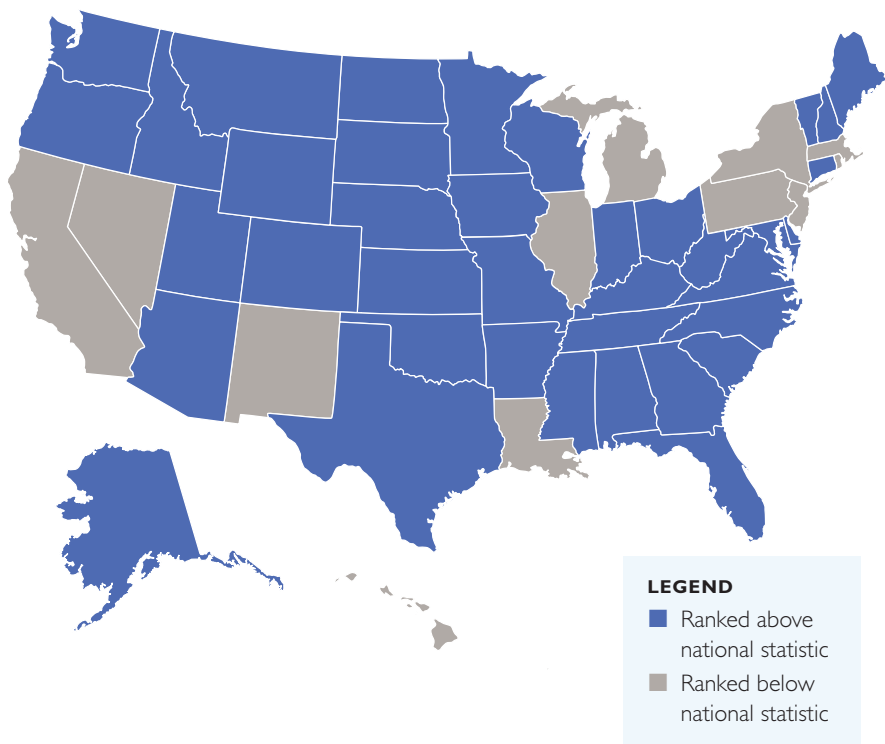 LEGEND
Ranked above
national statistic
Ranked below
national statistic